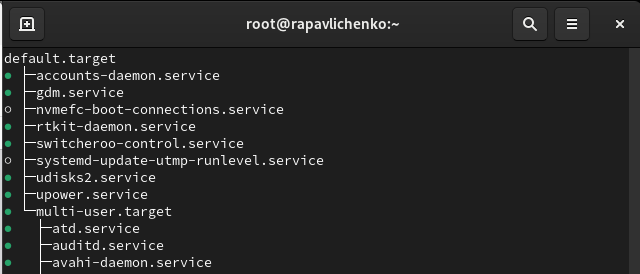 root@rapavlichenko:~
default.target
● ├─accounts-daemon.service
● ├─gdm.service
○ ├─nvmefc-boot-connections.service
● ├─rtkit-daemon.service
● ├─switcheroo-control.service
○ ├─systemd-update-utmp-runlevel.service
● ├─udisks2.service
● ├─upower.service
● └─multi-user.target
●   ├─atd.service
●   ├─auditd.service
●   ├─avahi-daemon.service